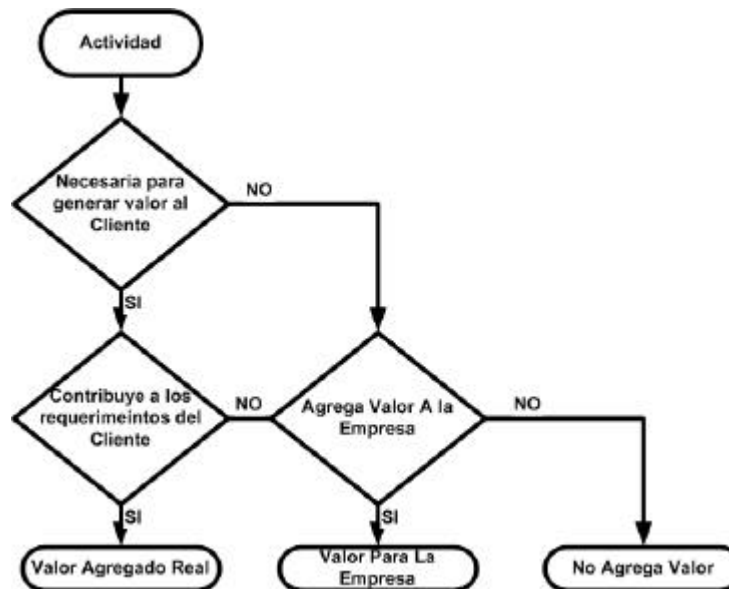 Actividad
Necesaria para
generar valor al
Cliente
NO
SI
Contribuye a los
requerimeintos del
Cliente
NO
Agrega Valor A la
Empresa
NO
SI
SI
Valor Agregado Real
Valor Para La
Empresa
No Agrega Valor